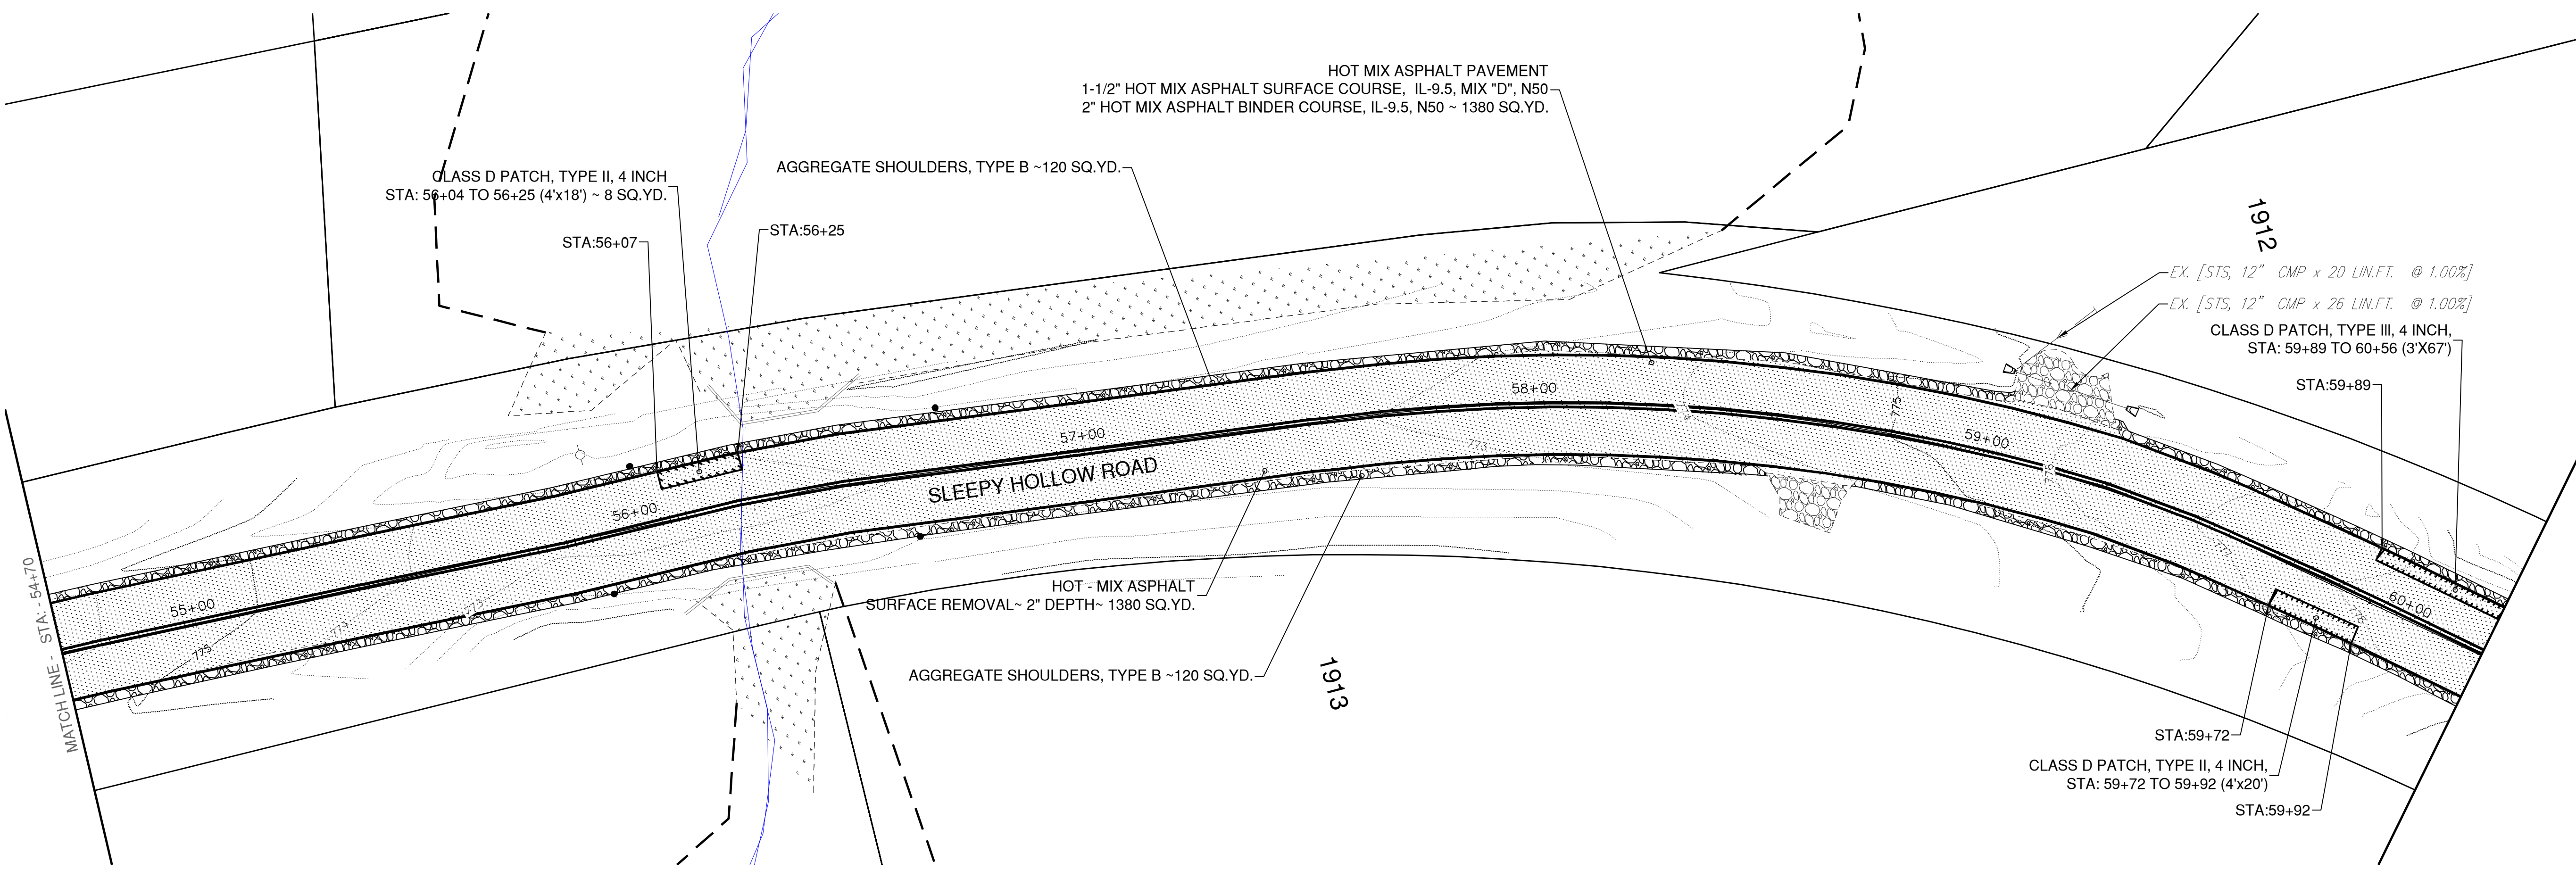 HOT MIX ASPHALT PAVEMENT
1-1/2" HOT MIX ASPHALT SURFACE COURSE, IL-9.5, MIX "D", N50
2" HOT MIX ASPHALT BINDER COURSE, IL-9.5, N50 ~ 1380 SQ.YD.
AGGREGATE SHOULDERS, TYPE B ~120 SQ.YD.
CLASS D PATCH, TYPE II, 4 INCH
STA: 56+04 TO 56+25 (4'x18') ~ 8 SQ.YD.
STA:56+07
STA:56+25
1912
EX. [STS, 12" CMP x 20 LIN.FT. @ 1.00%]
EX. [STS, 12" CMP x 26 LIN.FT. @ 1.00%]
CLASS D PATCH, TYPE III, 4 INCH,
STA: 59+89 TO 60+56 (3'X67')
STA:59+89
58+00
775
57+00
59+00
773
SLEEPY HOLLOW ROAD
56+00
55+00
60+00
775
774
773
777
MATCH LINE - STA: - 54+70
HOT - MIX ASPHALT
SURFACE REMOVAL~ 2" DEPTH~ 1380 SQ.YD.
AGGREGATE SHOULDERS, TYPE B ~120 SQ.YD.
1913
STA:59+72
CLASS D PATCH, TYPE II, 4 INCH,
STA: 59+72 TO 59+92 (4'x20')
STA:59+92